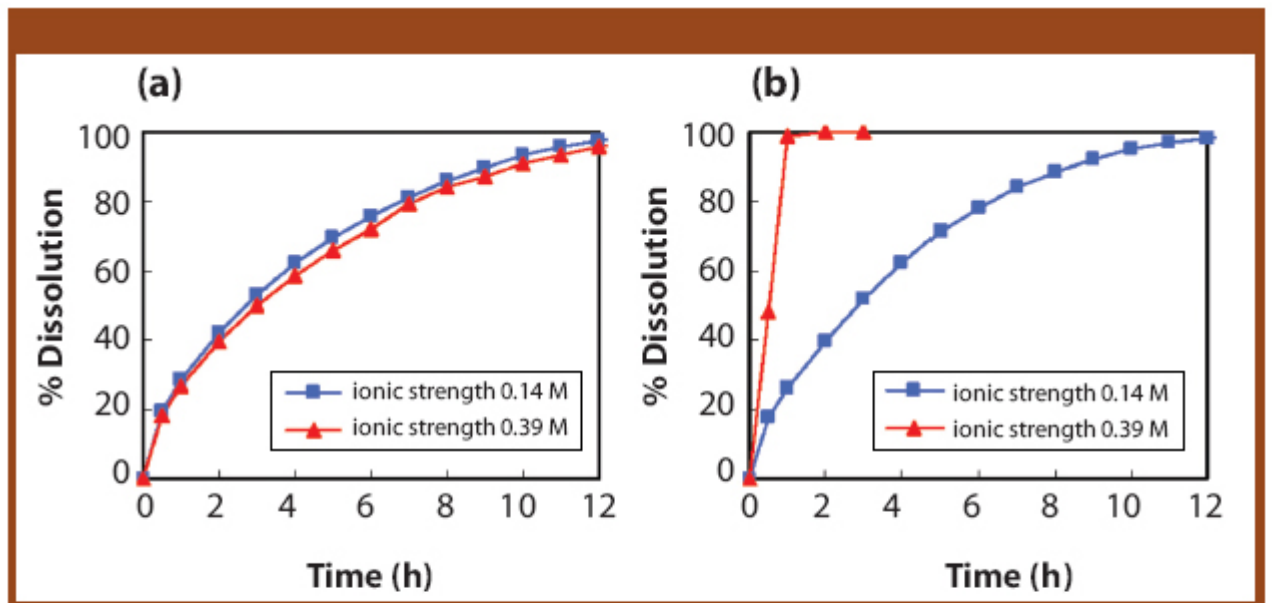 (a)
100
80
60
40
20
0
% Dissolution
ionic strength 0.14 M
ionic strength 0.39 M
0 2 4 6 8 10 12
Time (h)
(b)
100
80
60
40
20
0
% Dissolution
ionic strength 0.14 M
ionic strength 0.39 M
0 2 4 6 8 10 12
Time (h)